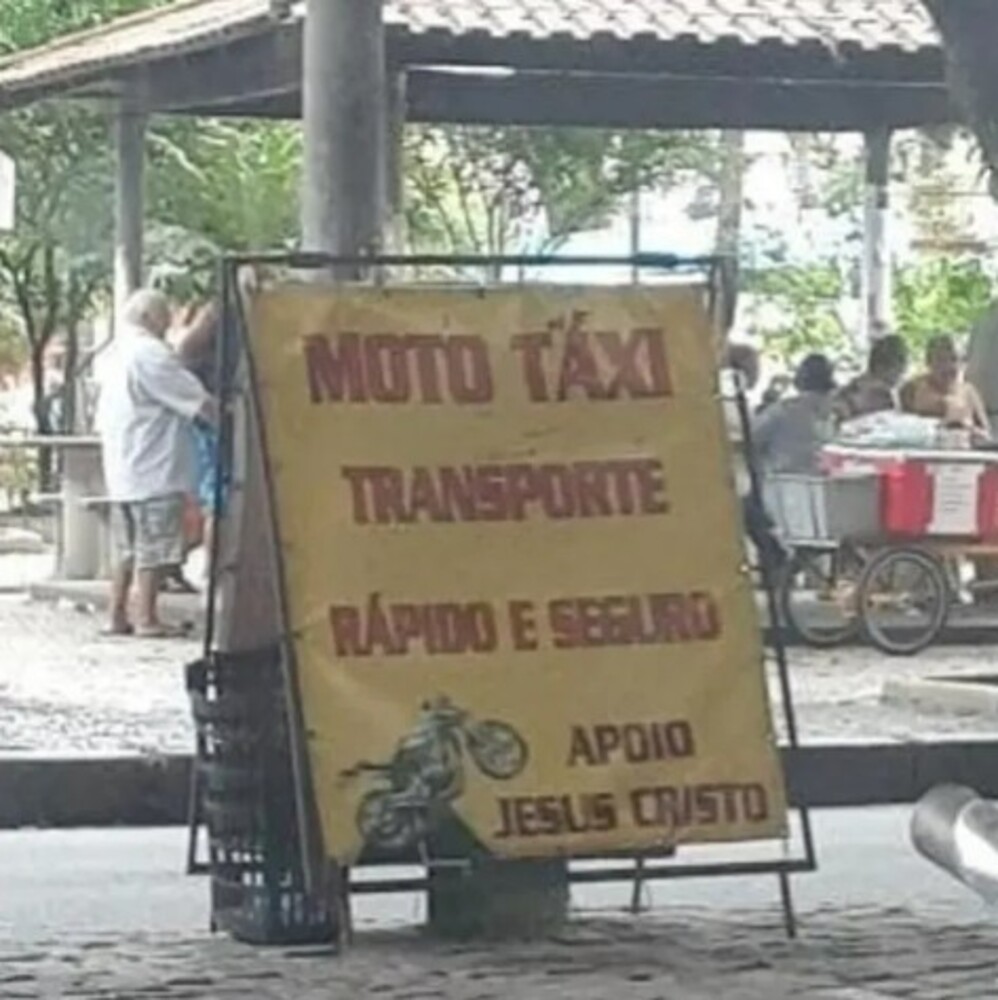 MOTO TÁXI
TRANSPORTE
RÁPIDO E SEGURO
APOIO
JESUS CRISTO